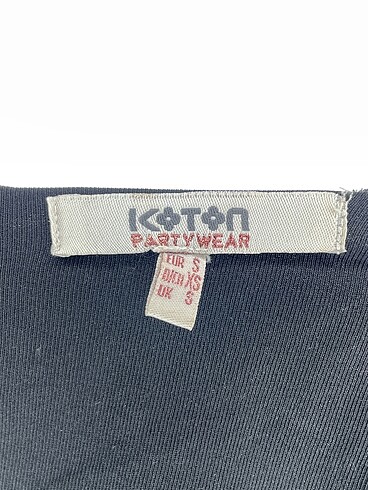 KOTON
PARTYWEAR
EUR S
D/CH XS
UK S